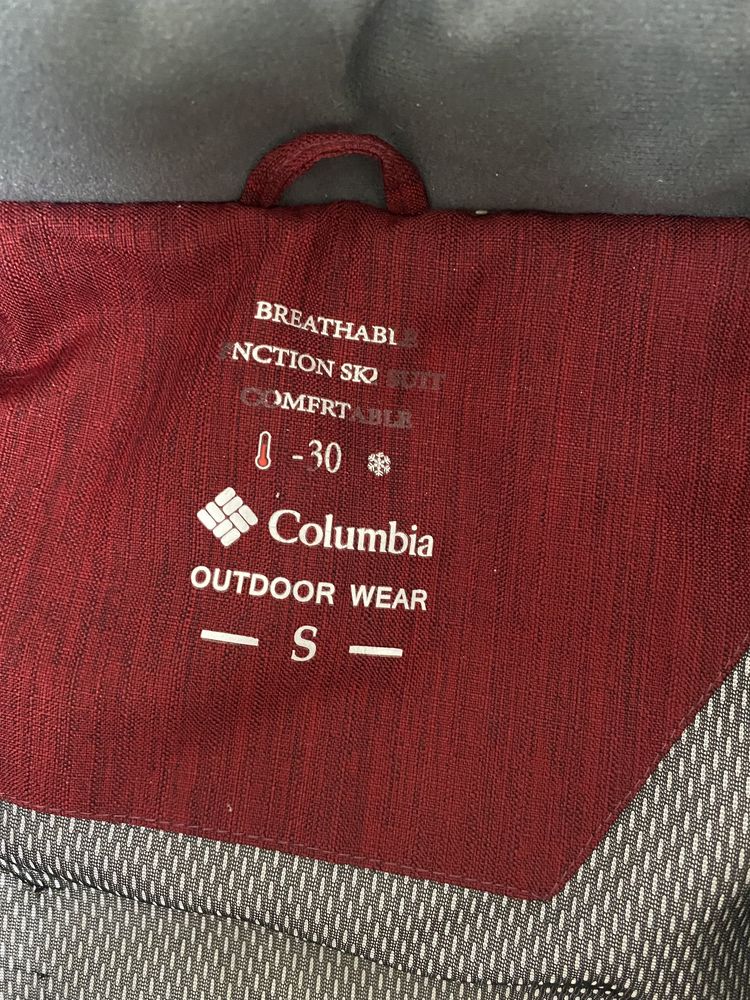 BREATHABLE
NCTION SKI SUIT
COMFRTABLE
-30
Columbia
OUTDOOR WEAR
S